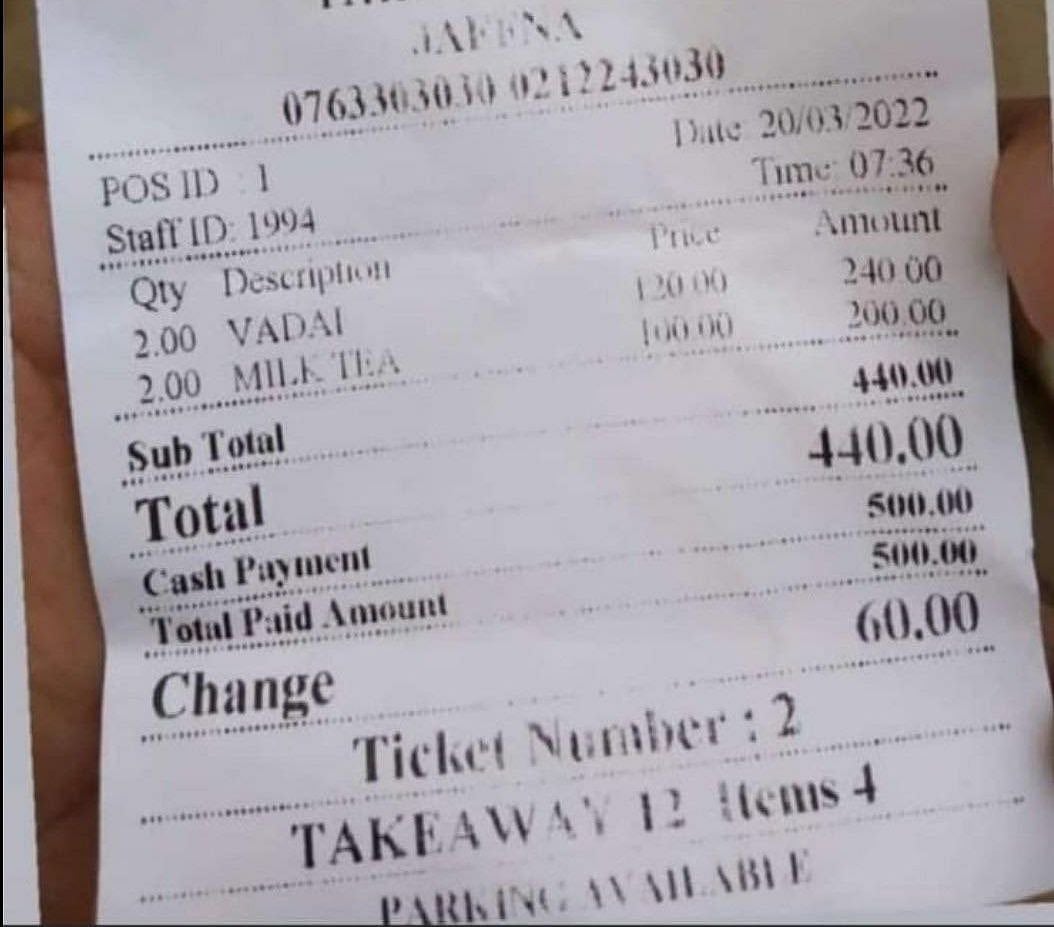 JAFFNA
0763303030 0212243030
Date: 20/03/2022
POS ID : 1
Time: 07:36
Staff ID: 1994
Qty Description Price Amount
2.00 VADAI 120.00 240.00
2.00 MILK TEA 100.00 200.00
Sub Total 440.00
Total 440.00
Cash Payment 500.00
Total Paid Amount 500.00
Change 60.00
Ticket Number : 2
TAKEAWAY 12 Items 4
PARKING AVAILABLE